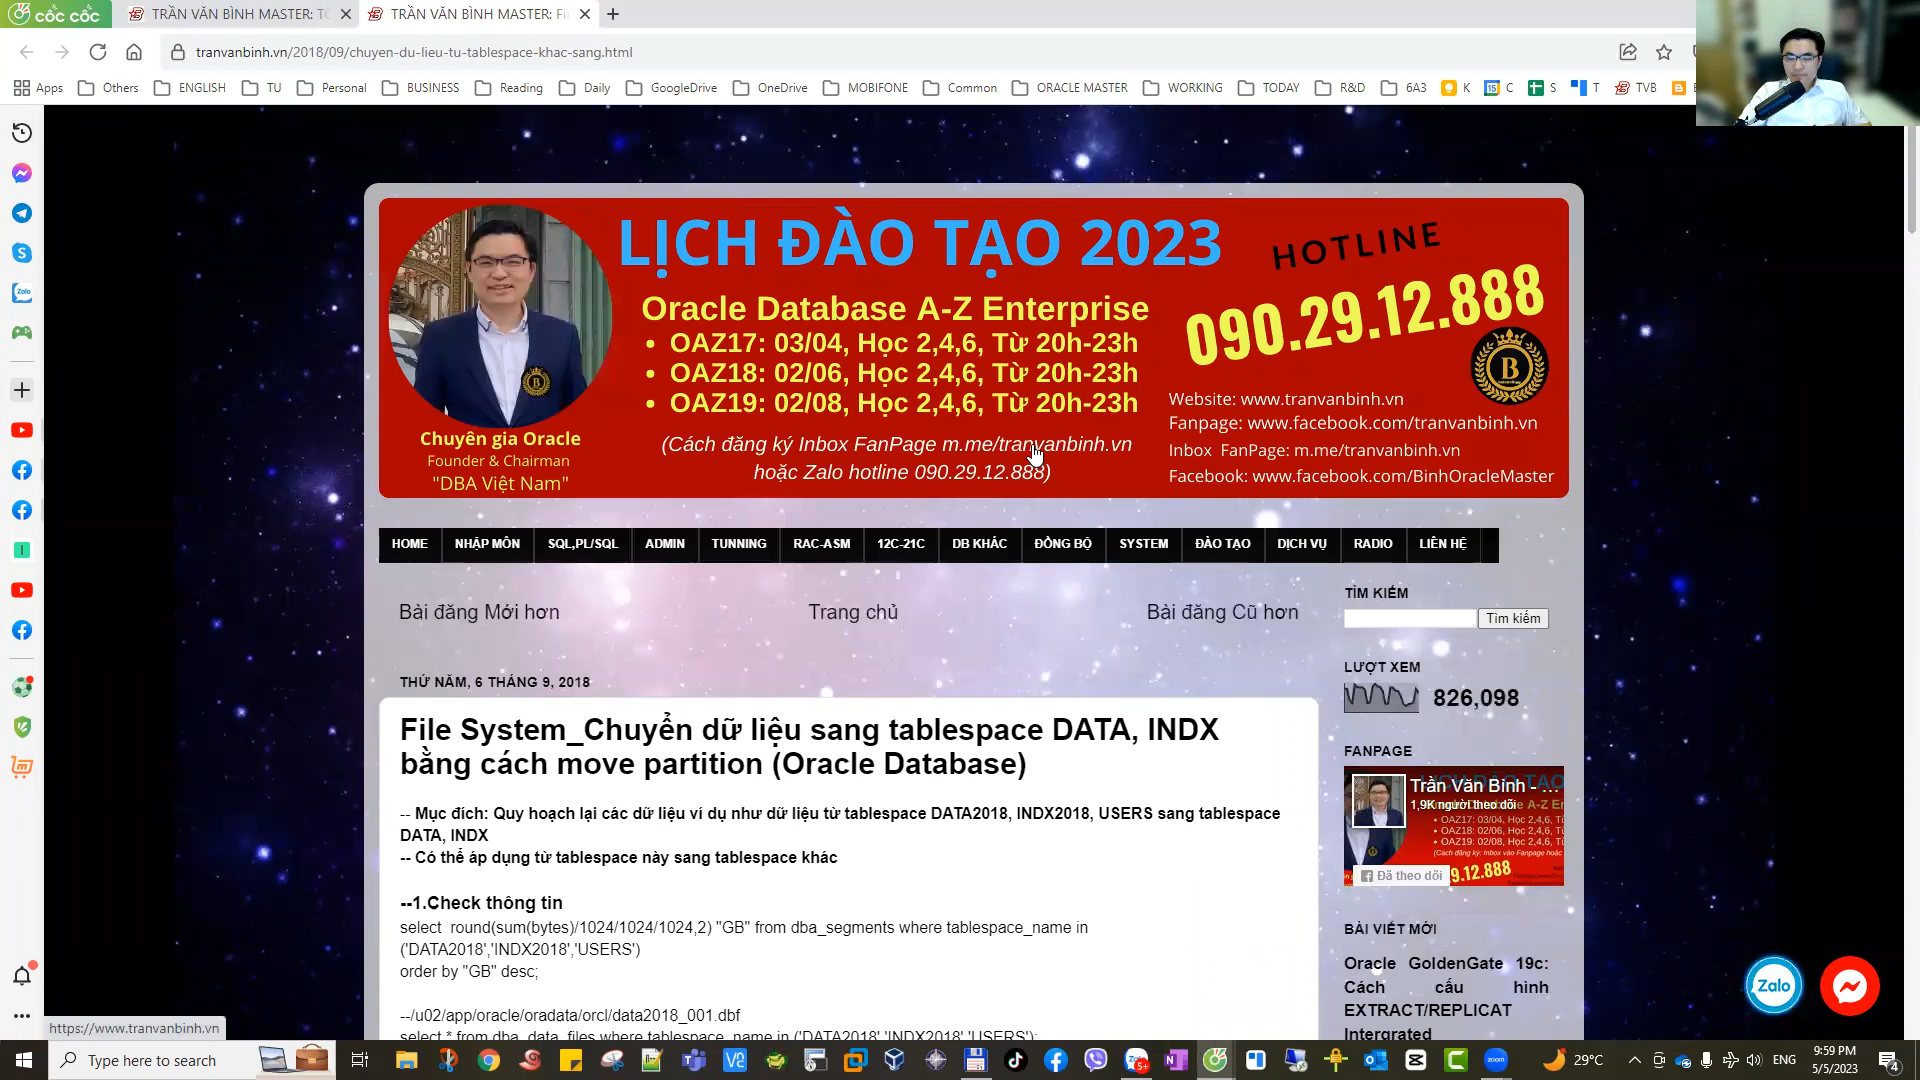 cốc cốc
TRẦN VĂN BÌNH MASTER: TỔ
TRẦN VĂN BÌNH MASTER: Fi
tranvanbinh.vn/2018/09/chuyen-du-lieu-tu-tablespace-khac-sang.html
Apps
Others
ENGLISH
TU
Personal
BUSINESS
Reading
Daily
GoogleDrive
OneDrive
MOBIFONE
Common
ORACLE MASTER
WORKING
TODAY
R&D
6A3
K
C
S
T
TVB
LỊCH ĐÀO TẠO 2023
HOTLINE
090.29.12.888
Oracle Database A-Z Enterprise
• OAZ17: 03/04, Học 2,4,6, Từ 20h-23h
• OAZ18: 02/06, Học 2,4,6, Từ 20h-23h
• OAZ19: 02/08, Học 2,4,6, Từ 20h-23h
(Cách đăng ký Inbox FanPage m.me/tranvanbinh.vn
hoặc Zalo hotline 090.29.12.888)
Chuyên gia Oracle
Founder & Chairman
"DBA Việt Nam"
B
Website: www.tranvanbinh.vn
Fanpage: www.facebook.com/tranvanbinh.vn
Inbox FanPage: m.me/tranvanbinh.vn
Facebook: www.facebook.com/BinhOracleMaster
HOME
NHẬP MÔN
SQL,PL/SQL
ADMIN
TUNNING
RAC-ASM
12C-21C
DB KHÁC
ĐỒNG BỘ
SYSTEM
ĐÀO TẠO
DỊCH VỤ
RADIO
LIÊN HỆ
Bài đăng Mới hơn
Trang chủ
Bài đăng Cũ hơn
THỨ NĂM, 6 THÁNG 9, 2018
File System_Chuyển dữ liệu sang tablespace DATA, INDX
bằng cách move partition (Oracle Database)
-- Mục đích: Quy hoạch lại các dữ liệu ví dụ như dữ liệu từ tablespace DATA2018, INDX2018, USERS sang tablespace
DATA, INDX
-- Có thể áp dụng từ tablespace này sang tablespace khác
--1.Check thông tin
select round(sum(bytes)/1024/1024/1024,2) "GB" from dba_segments where tablespace_name in
('DATA2018','INDX2018','USERS')
order by "GB" desc;
--/u02/app/oracle/oradata/orcl/data2018_001.dbf
select * from dba_data_files where tablespace_name in ('DATA2018','INDX2018','USERS');
TÌM KIẾM
Tìm kiếm
LƯỢT XEM
826,098
FANPAGE
Trần Văn Bình - ...
1,9K người theo dõi
Đã theo dõi
BÀI VIẾT MỚI
Oracle GoldenGate 19c:
Cách cấu hình
EXTRACT/REPLICAT
Intergrated
Zalo
https://www.tranvanbinh.vn
Type here to search
29°C
ENG
9:59 PM
5/5/2023